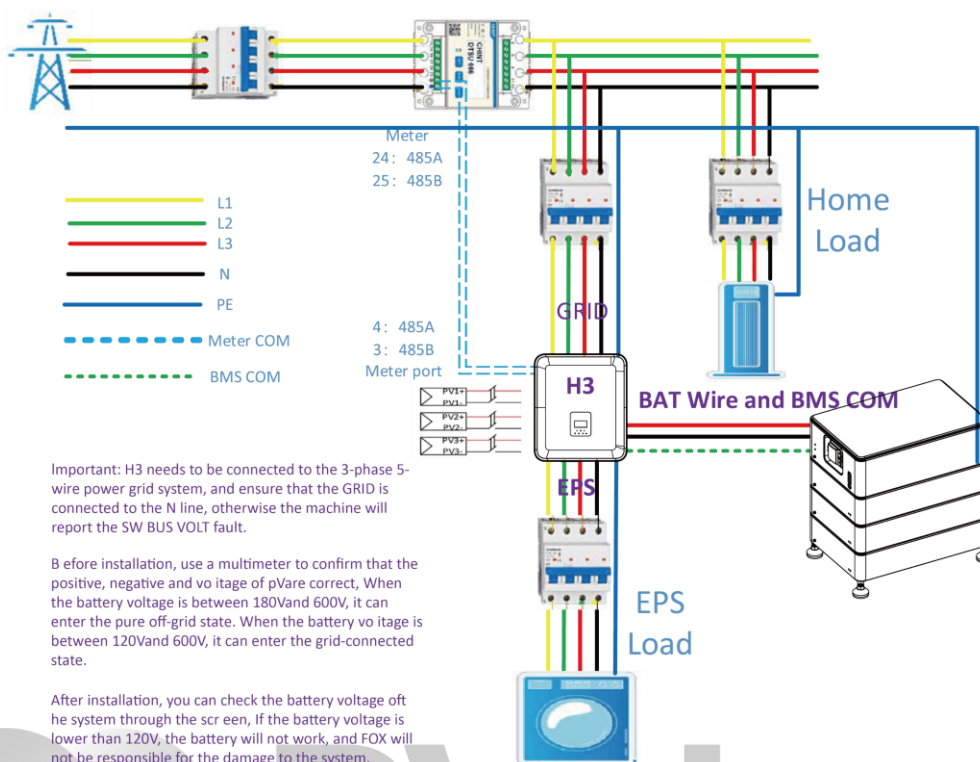 CHINT
DTSU 666
Meter
24: 485A
25: 485B
L1
L2
L3
N
PE
Meter COM
BMS COM
Home
Load
GRID
4: 485A
3: 485B
Meter port
H3
PV1+
PV1-
PV2+
PV2-
PV3+
PV3-
BAT Wire and BMS COM
EPS
EPS
Load
Important: H3 needs to be connected to the 3-phase 5-
wire power grid system, and ensure that the GRID is
connected to the N line, otherwise the machine will
report the SW BUS VOLT fault.
B efore installation, use a multimeter to confirm that the
positive, negative and vo itage of pVare correct, When
the battery voltage is between 180Vand 600V, it can
enter the pure off-grid state. When the battery vo itage is
between 120Vand 600V, it can enter the grid-connected
state.
After installation, you can check the battery voltage oft
he system through the scr een, If the battery voltage is
lower than 120V, the battery will not work, and FOX will
not be responsible for the damage to the system.